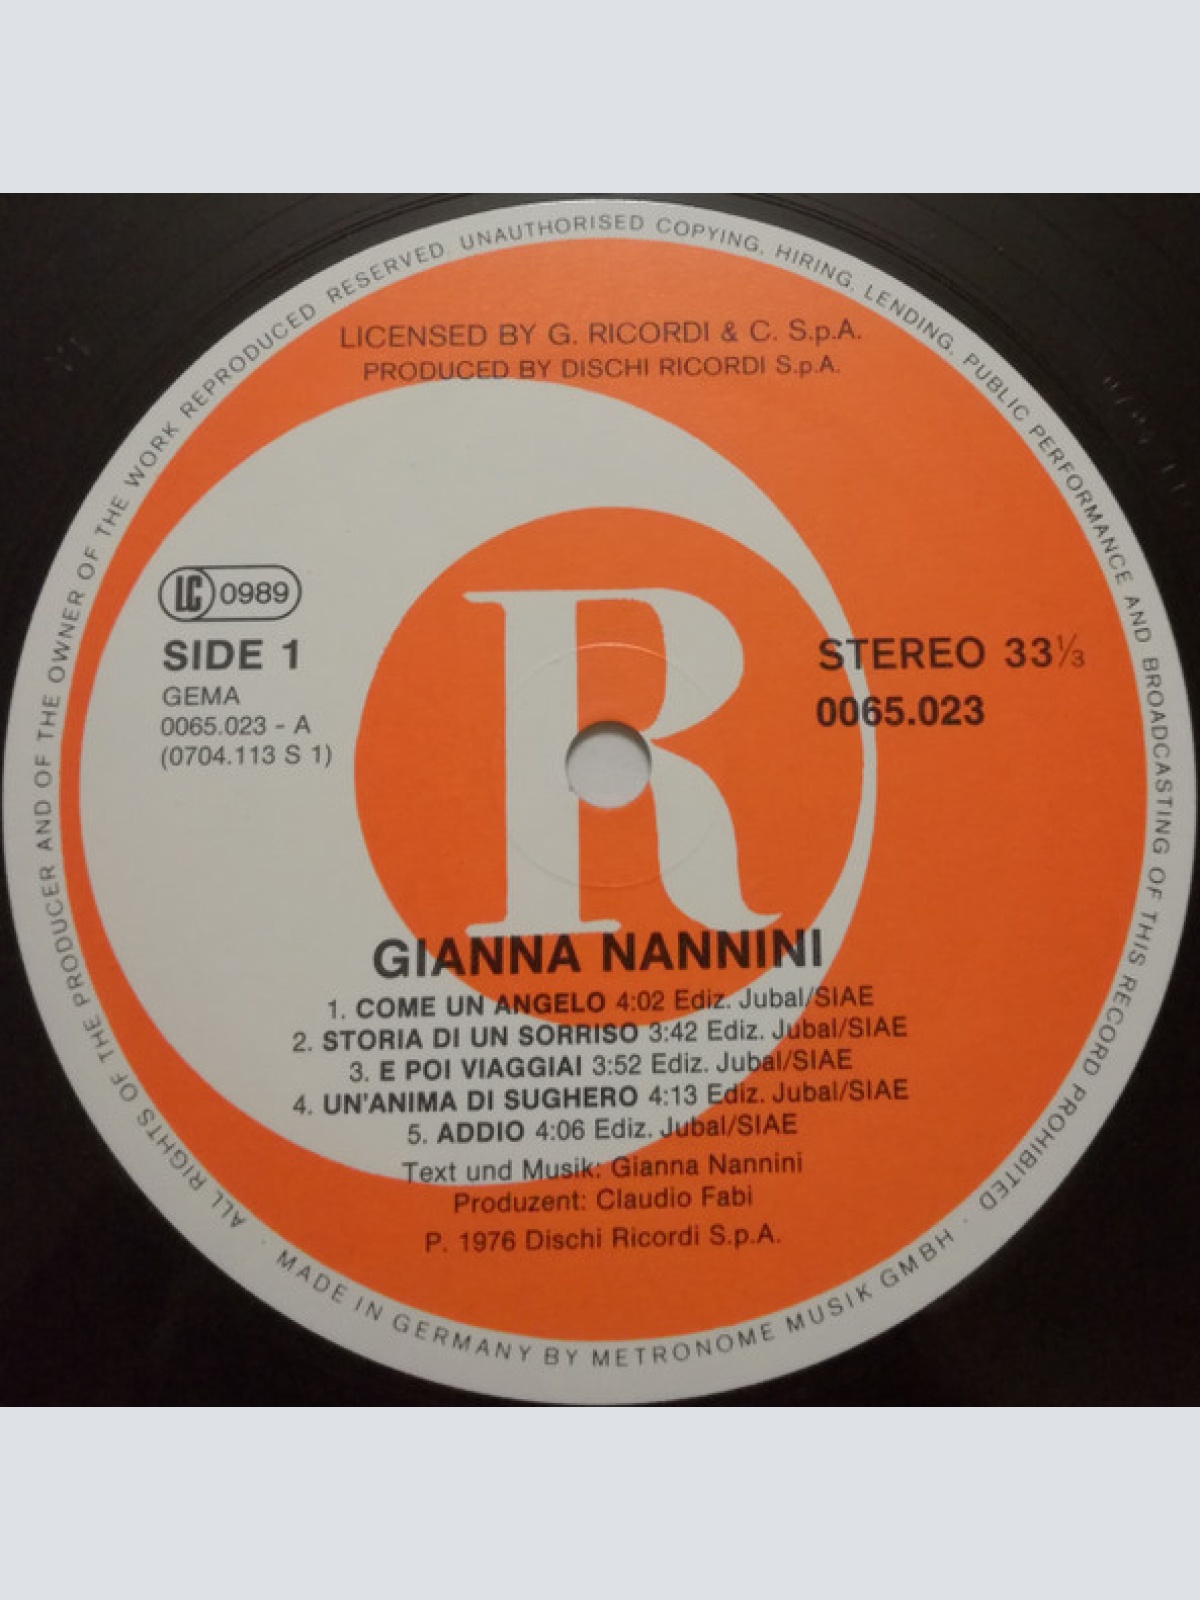 ALL RIGHTS OF THE PRODUCER AND OF THE OWNER OF THE WORK REPRODUCED RESERVED. UNAUTHORISED COPYING, HIRING, LENDING, PUBLIC PERFORMANCE AND BROADCASTING OF THIS RECORD PROHIBITED · MADE IN GERMANY BY METRONOME MUSIK GMBH ·
LICENSED BY G. RICORDI & C. S.p.A.
PRODUCED BY DISCHI RICORDI S.p.A.
LC 0989
SIDE 1
GEMA
0065.023 - A
(0704.113 S 1)
STEREO 33⅓
0065.023
R
GIANNA NANNINI
1. COME UN ANGELO 4:02 Ediz. Jubal/SIAE
2. STORIA DI UN SORRISO 3:42 Ediz. Jubal/SIAE
3. E POI VIAGGIAI 3:52 Ediz. Jubal/SIAE
4. UN'ANIMA DI SUGHERO 4:13 Ediz. Jubal/SIAE
5. ADDIO 4:06 Ediz. Jubal/SIAE
Text und Musik: Gianna Nannini
Produzent: Claudio Fabi
P. 1976 Dischi Ricordi S.p.A.